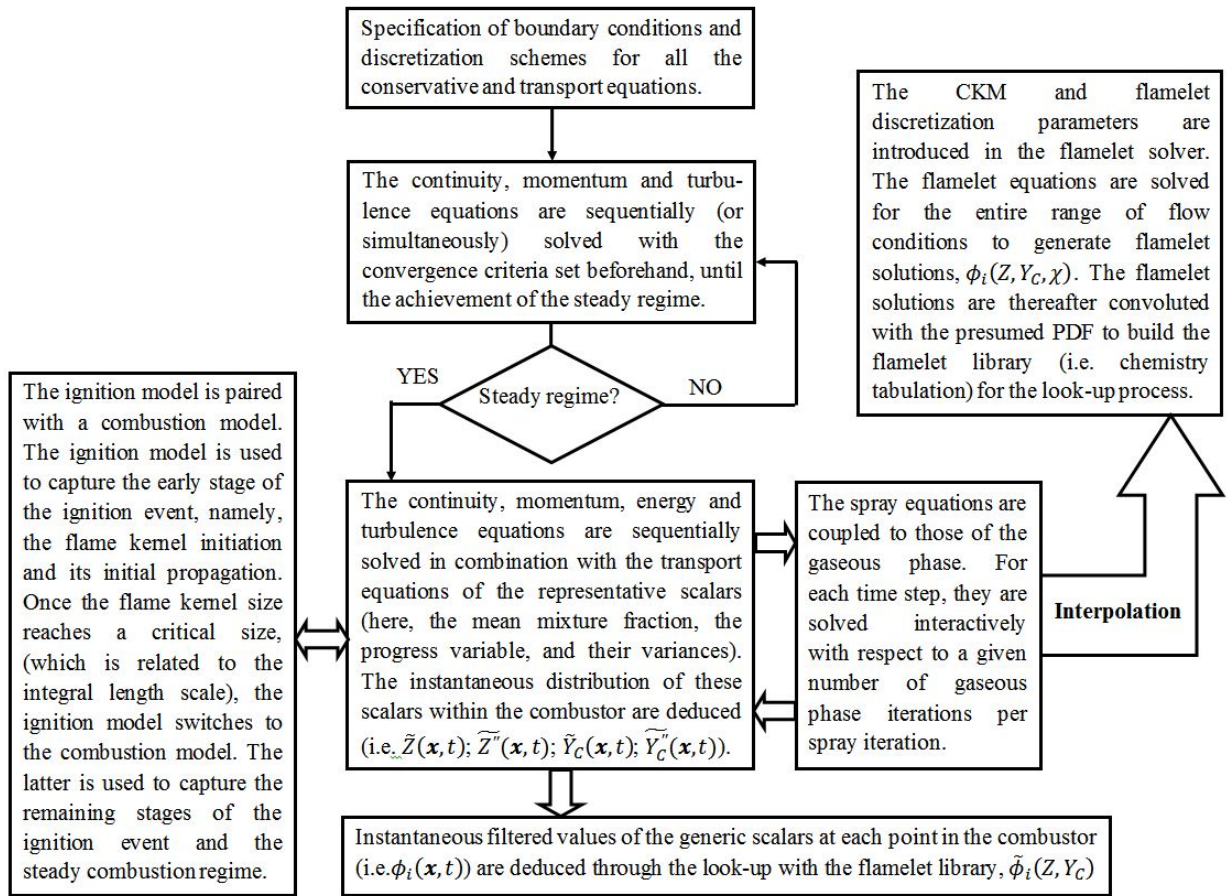 Specification of boundary conditions and
discretization schemes for all the
conservative and transport equations.
The continuity, momentum and turbu-
lence equations are sequentially (or
simultaneously) solved with the
convergence criteria set beforehand, until
the achievement of the steady regime.
YES
Steady regime?
NO
The CKM and flamelet
discretization parameters are
introduced in the flamelet solver.
The flamelet equations are solved
for the entire range of flow
conditions to generate flamelet
solutions, 𝜙ᵢ(𝑍, 𝑌_C, 𝜒). The flamelet
solutions are thereafter convoluted
with the presumed PDF to build the
flamelet library (i.e. chemistry
tabulation) for the look-up process.
The ignition model is paired
with a combustion model.
The ignition model is used
to capture the early stage of
the ignition event, namely,
the flame kernel initiation
and its initial propagation.
Once the flame kernel size
reaches a critical size,
(which is related to the
integral length scale), the
ignition model switches to
the combustion model. The
latter is used to capture the
remaining stages of the
ignition event and the
steady combustion regime.
The continuity, momentum, energy and
turbulence equations are sequentially
solved in combination with the transport
equations of the representative scalars
(here, the mean mixture fraction, the
progress variable, and their variances).
The instantaneous distribution of these
scalars within the combustor are deduced
(i.e. Z̃(𝒙, 𝑡); Z̃″(𝒙, 𝑡); Ỹ_C(𝒙, 𝑡); Ỹ_C″(𝒙, 𝑡)).
The spray equations are
coupled to those of the
gaseous phase. For
each time step, they are
solved interactively
with respect to a given
number of gaseous
phase iterations per
spray iteration.
Interpolation
Instantaneous filtered values of the generic scalars at each point in the combustor
(i.e.𝜙ᵢ(𝒙, 𝑡)) are deduced through the look-up with the flamelet library, 𝜙̃ᵢ(𝑍, 𝑌_C)